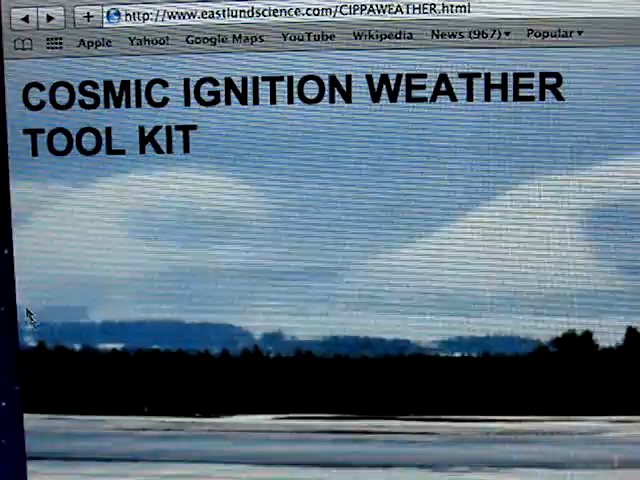 http://www.eastlundscience.com/CIPPAWEATHER.html
Apple Yahoo! Google Maps YouTube Wikipedia News (967) Popular
COSMIC IGNITION WEATHER
TOOL KIT